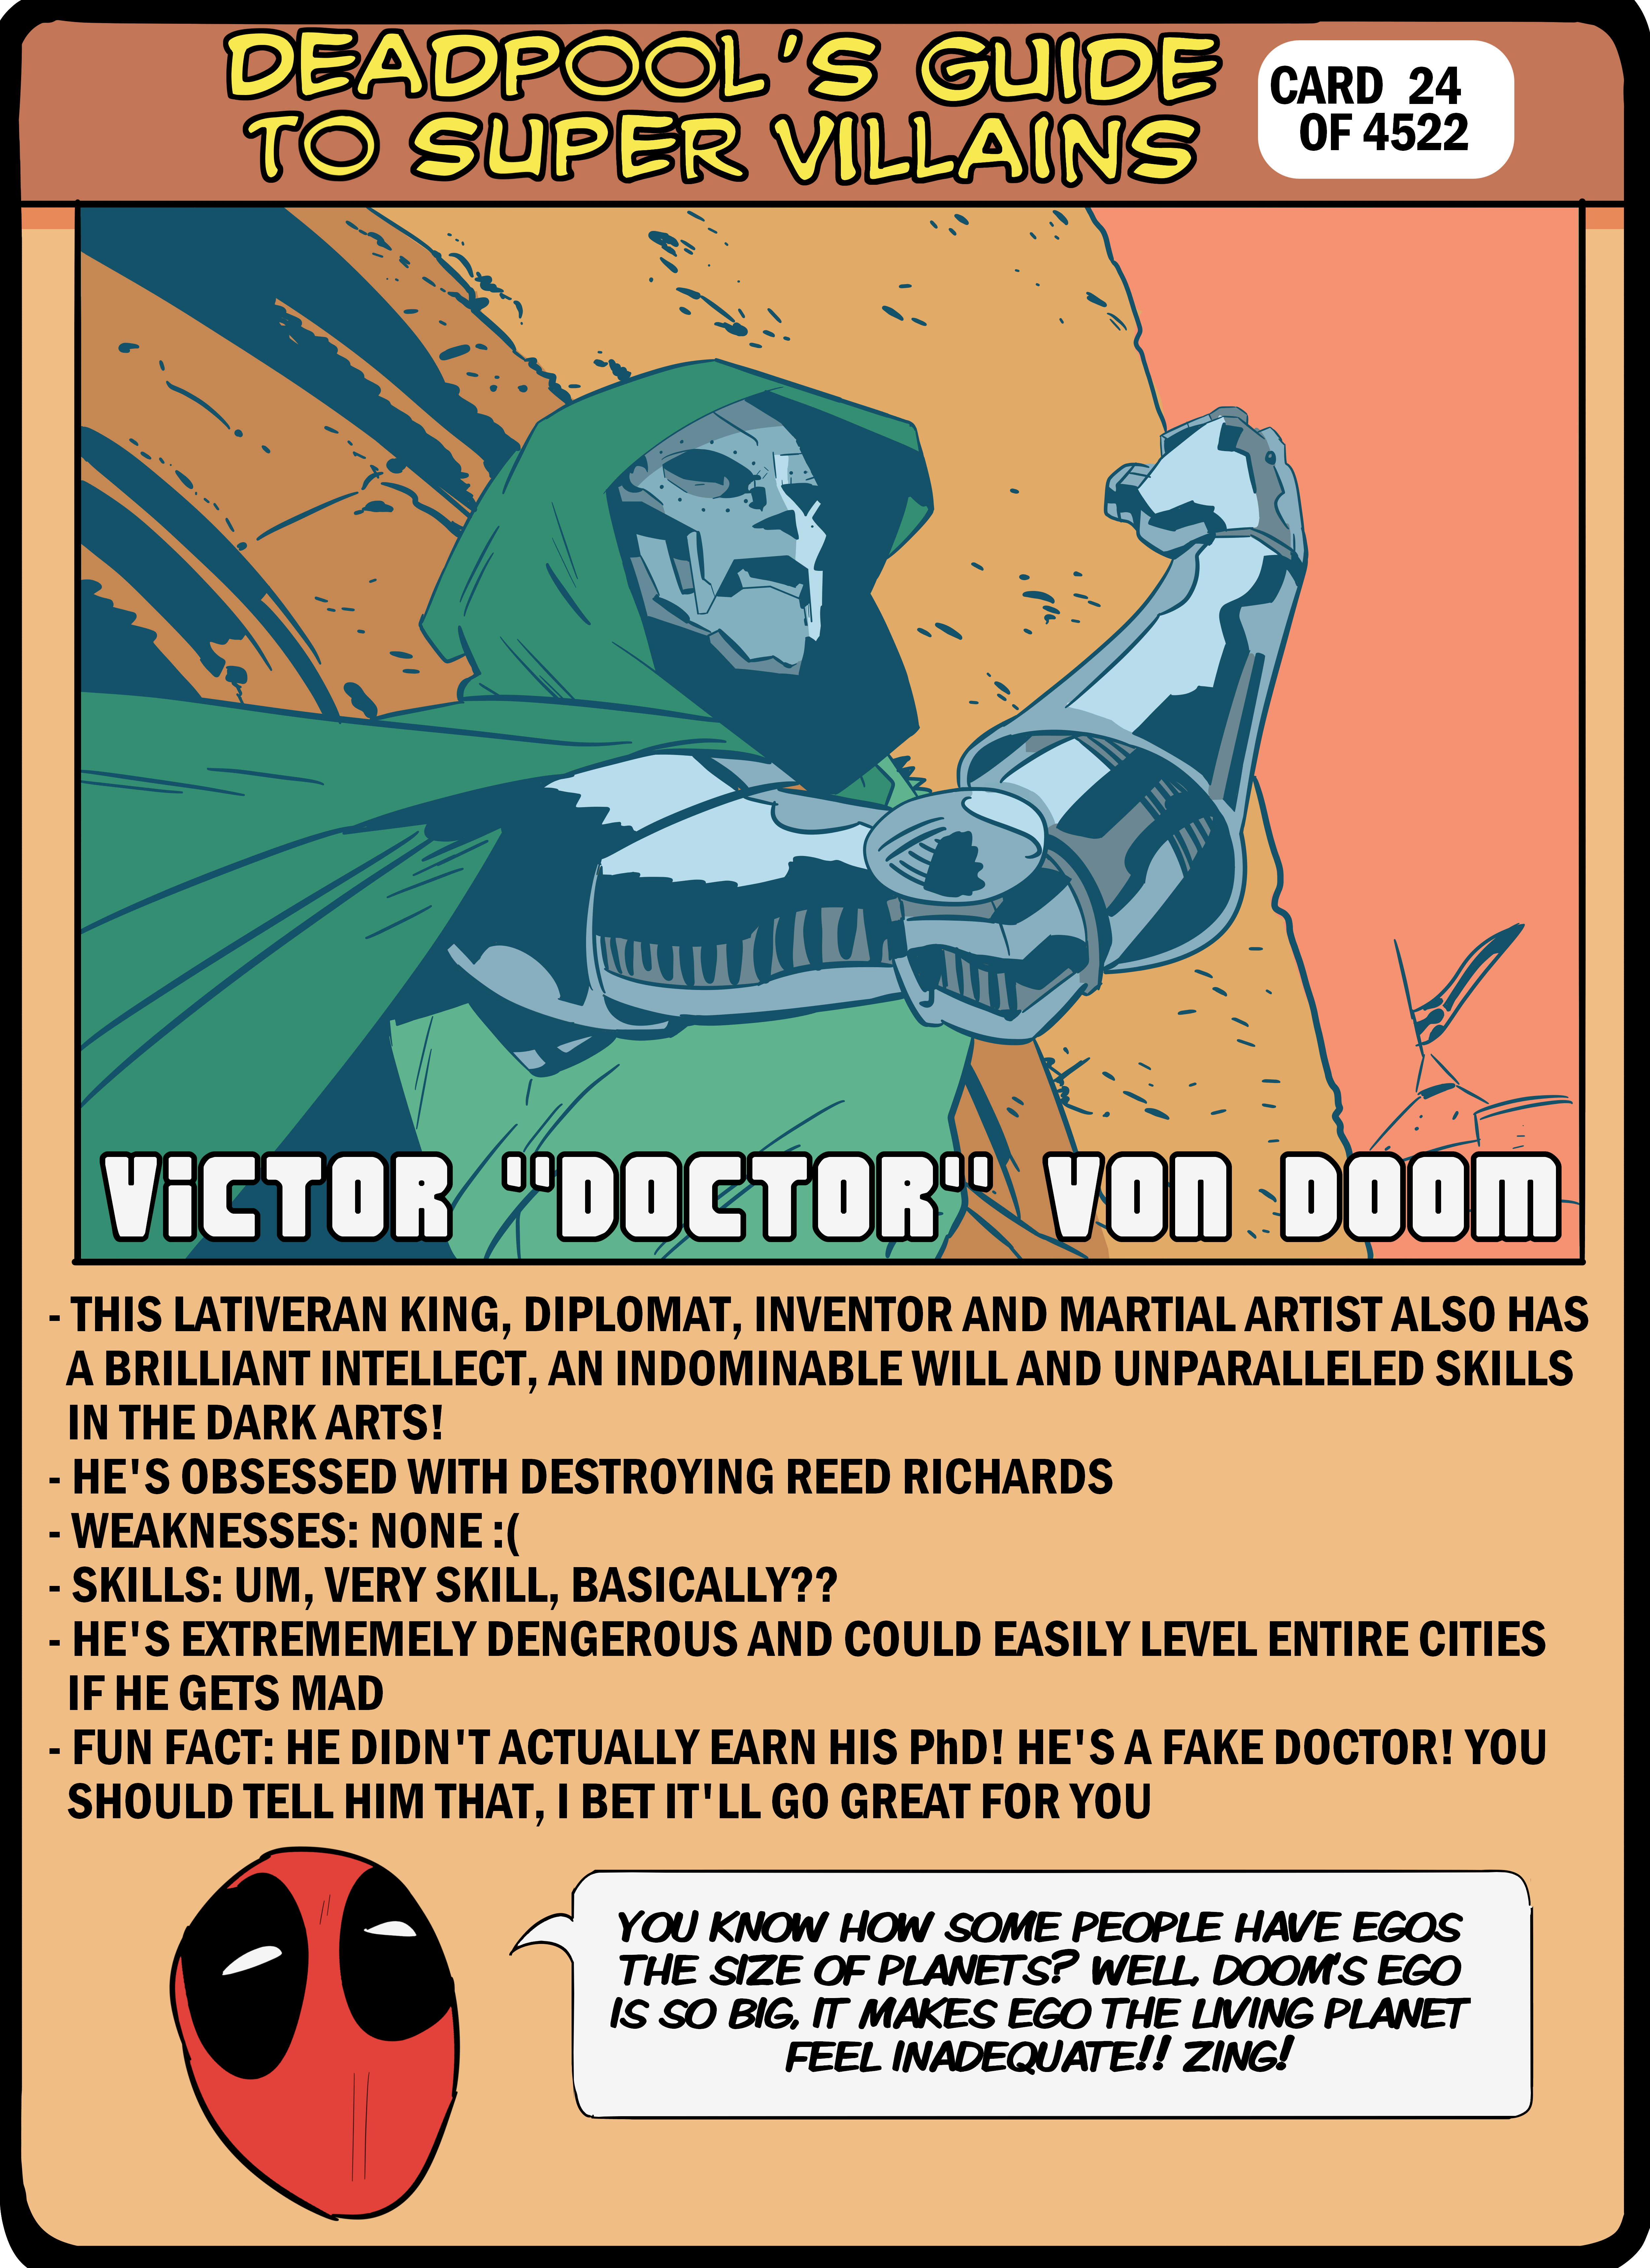 DEADPOOL'S GUIDE
TO SUPER VILLAINS
CARD 24
OF 4522
ViCTOR "DOCTOR" VON DOOM
- THIS LATIVERAN KING, DIPLOMAT, INVENTOR AND MARTIAL ARTIST ALSO HAS
A BRILLIANT INTELLECT, AN INDOMINABLE WILL AND UNPARALLELED SKILLS
IN THE DARK ARTS!
- HE'S OBSESSED WITH DESTROYING REED RICHARDS
- WEAKNESSES: NONE :(
- SKILLS: UM, VERY SKILL, BASICALLY??
- HE'S EXTREMEMELY DENGEROUS AND COULD EASILY LEVEL ENTIRE CITIES
IF HE GETS MAD
- FUN FACT: HE DIDN'T ACTUALLY EARN HIS PhD! HE'S A FAKE DOCTOR! YOU
SHOULD TELL HIM THAT, I BET IT'LL GO GREAT FOR YOU
YOU KNOW HOW SOME PEOPLE HAVE EGOS
THE SIZE OF PLANETS? WELL, DOOM'S EGO
IS SO BIG, IT MAKES EGO THE LIVING PLANET
FEEL INADEQUATE!! ZING!